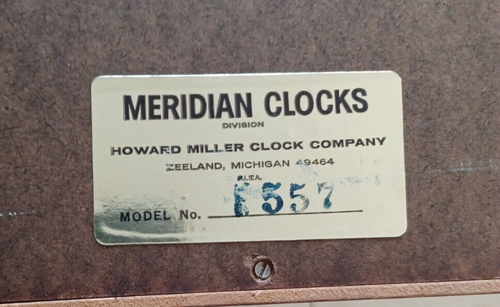 MERIDIAN CLOCKS
DIVISION
HOWARD MILLER CLOCK COMPANY
ZEELAND, MICHIGAN 49464
U.S.A.
MODEL No. 557